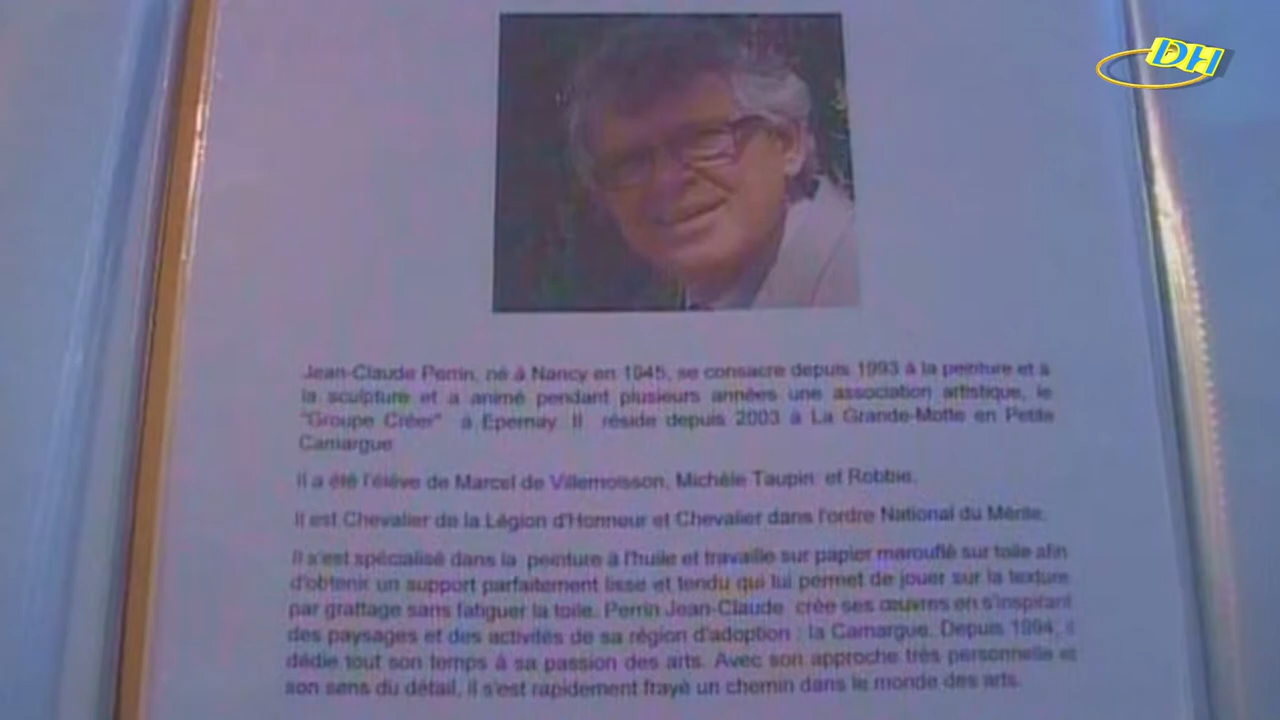 DH
Jean-Claude Perrin, né à Nancy en 1945, se consacre depuis 1993 à la peinture et à
la sculpture et a animé pendant plusieurs années une association artistique, le
"Groupe Créer" à Epernay. Il réside depuis 2003 à La Grande-Motte en Petite
Camargue
Il a été l'élève de Marcel de Villemoisson, Michèle Taupin et Robbie.
Il est Chevalier de la Légion d'Honneur et Chevalier dans l'ordre National du Mérite.
Il s'est spécialisé dans la peinture à l'huile et travaille sur papier marouflé sur toile afin
d'obtenir un support parfaitement lisse et tendu qui lui permet de jouer sur la texture
par grattage sans fatiguer la toile. Perrin Jean-Claude crée ses œuvres en s'inspirant
des paysages et des activités de sa région d'adoption : la Camargue. Depuis 1994, il
dédie tout son temps à sa passion des arts. Avec son approche très personnelle et
son sens du détail, il s'est rapidement frayé un chemin dans le monde des arts.